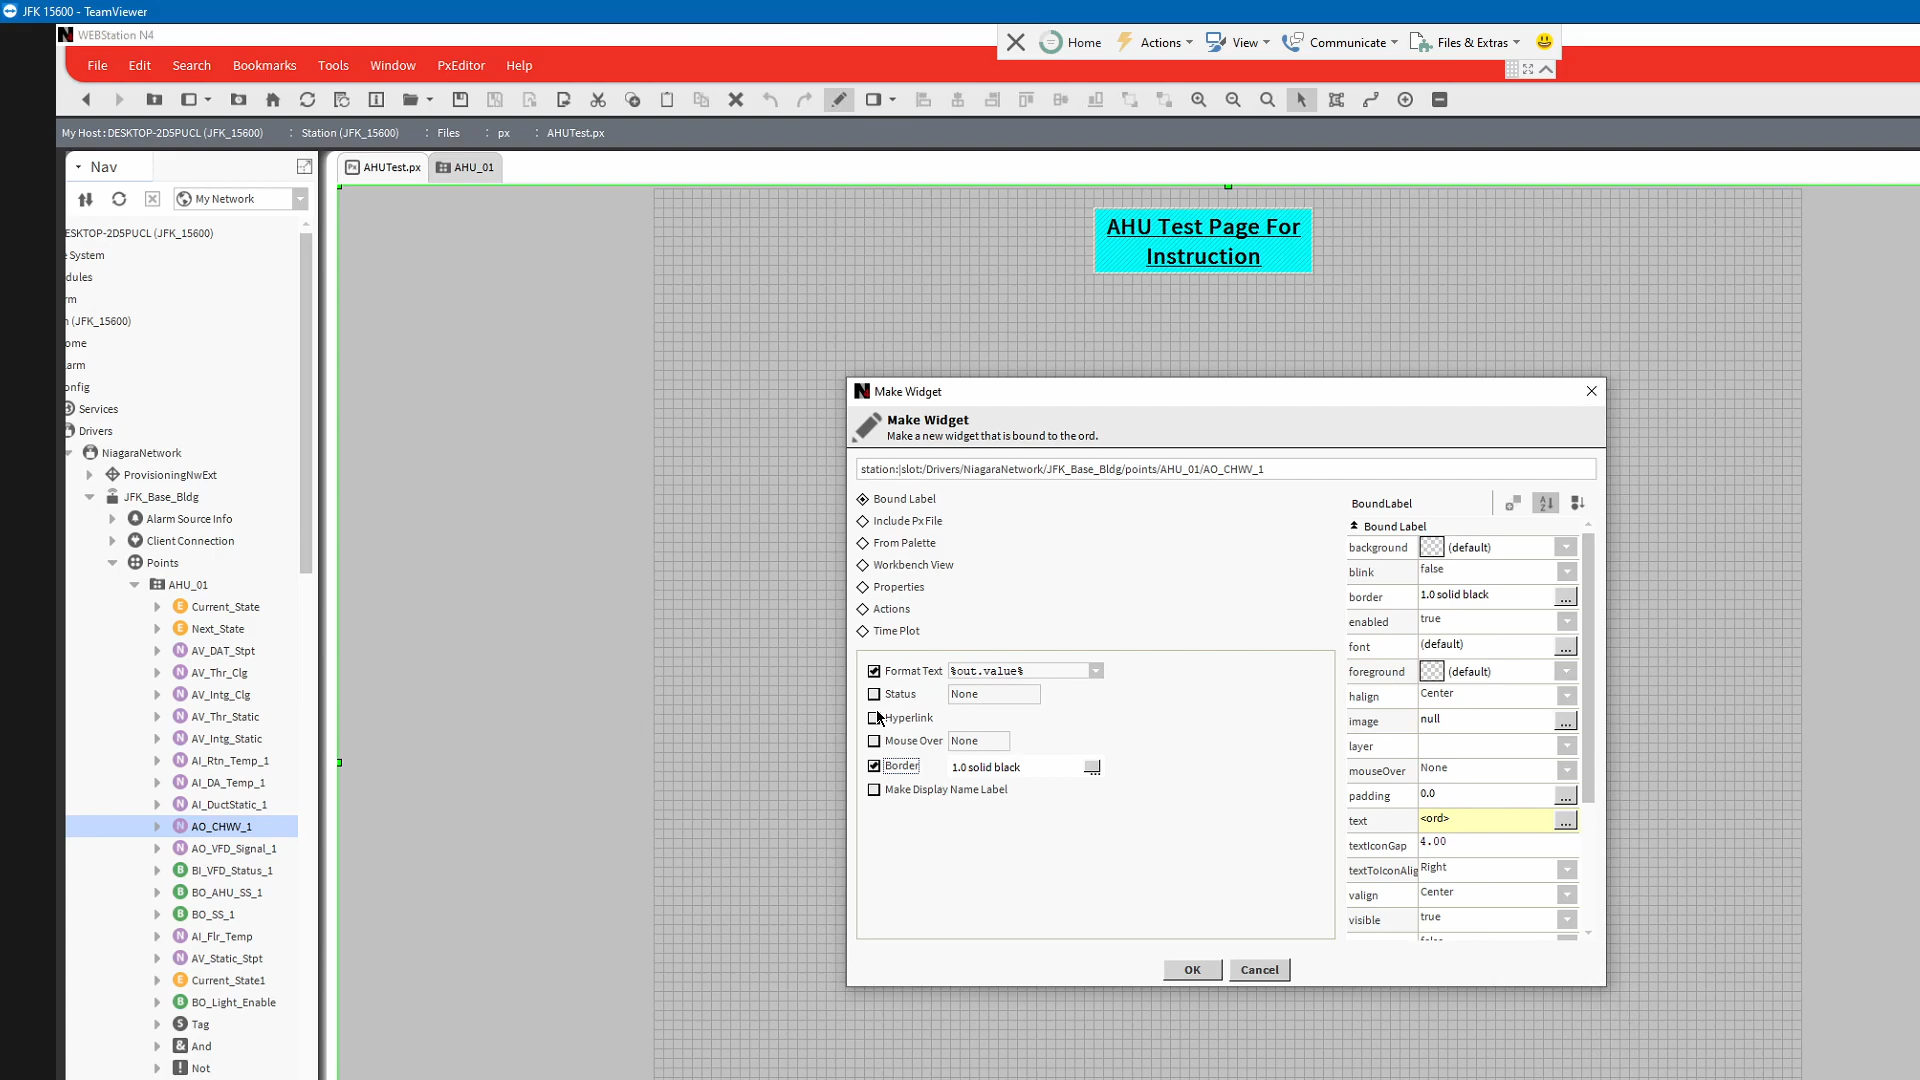 JFK 15600 - TeamViewer
WEBStation N4
Home Actions View Communicate Files & Extras
File Edit Search Bookmarks Tools Window PxEditor Help
My Host : DESKTOP-2D5PUCL (JFK_15600) : Station (JFK_15600) : Files : px : AHUTest.px
Nav
My Network
ESKTOP-2D5PUCL (JFK_15600)
e System
dules
rm
n (JFK_15600)
ome
arm
onfig
Services
Drivers
NiagaraNetwork
ProvisioningNwExt
JFK_Base_Bldg
Alarm Source Info
Client Connection
Points
AHU_01
Current_State
Next_State
AV_DAT_Stpt
AV_Thr_Clg
AV_Intg_Clg
AV_Thr_Static
AV_Intg_Static
AI_Rtn_Temp_1
AI_DA_Temp_1
AI_DuctStatic_1
AO_CHWV_1
AO_VFD_Signal_1
BI_VFD_Status_1
BO_AHU_SS_1
BO_SS_1
AI_Flr_Temp
AV_Static_Stpt
Current_State1
BO_Light_Enable
Tag
And
Not
AHUTest.px AHU_01
AHU Test Page For
Instruction
Make Widget
Make Widget
Make a new widget that is bound to the ord.
station:|slot:/Drivers/NiagaraNetwork/JFK_Base_Bldg/points/AHU_01/AO_CHWV_1
Bound Label
Include Px File
From Palette
Workbench View
Properties
Actions
Time Plot
Format Text %out.value%
Status None
Hyperlink
Mouse Over None
Border 1.0 solid black
Make Display Name Label
BoundLabel
Bound Label
background (default)
blink false
border 1.0 solid black
enabled true
font (default)
foreground (default)
halign Center
image null
layer
mouseOver None
padding 0.0
text <ord>
textIconGap 4.00
textToIconAlig Right
valign Center
visible true
OK Cancel